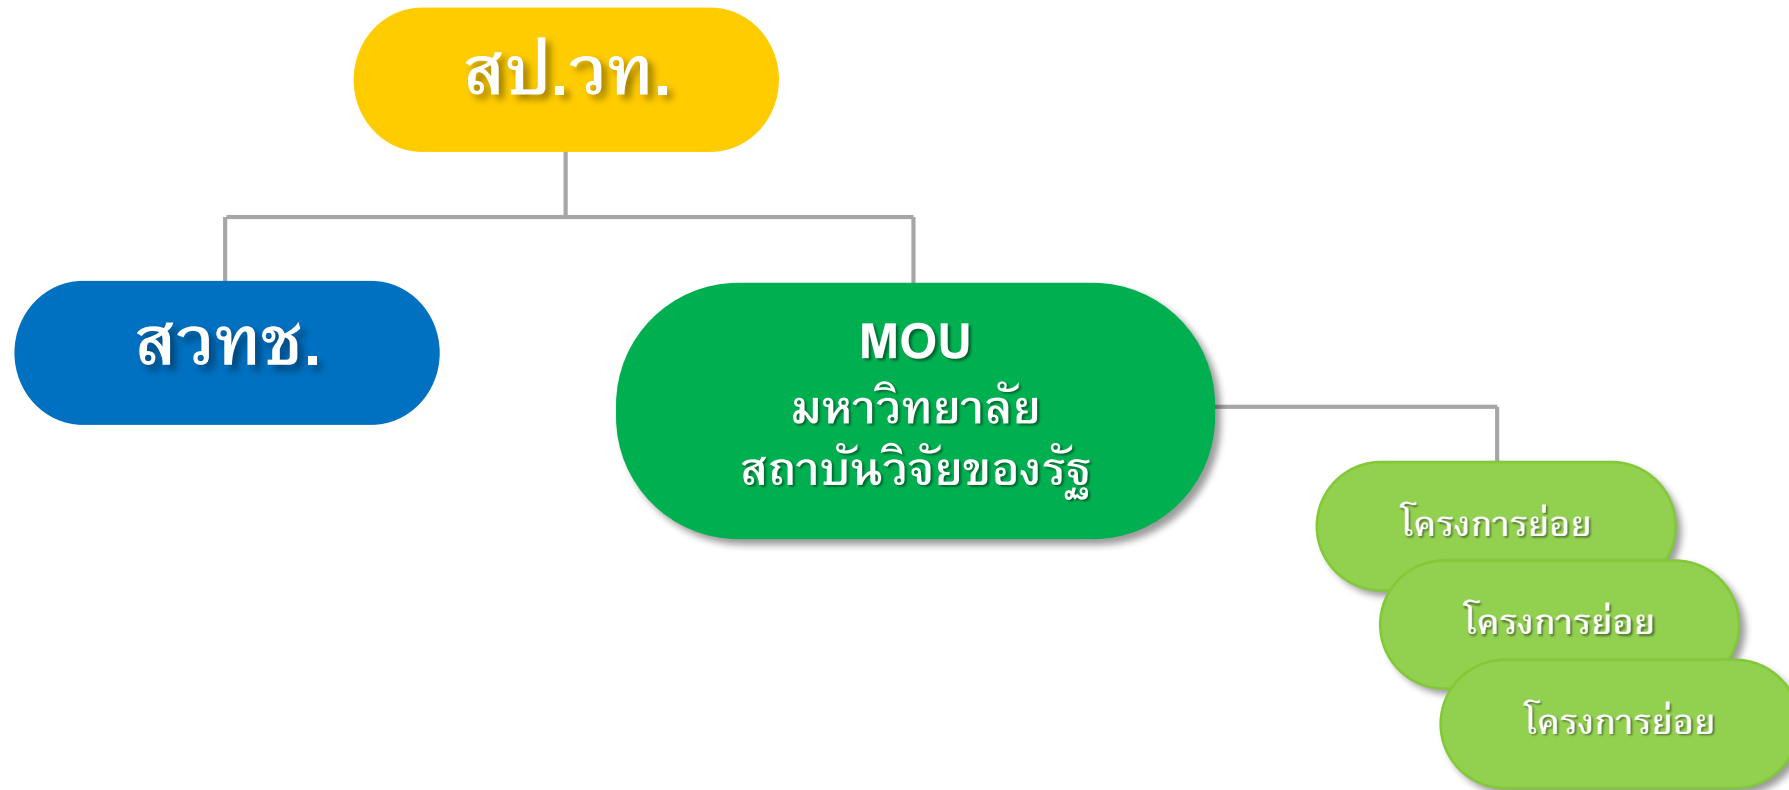 สป.วท.
สวทช.
MOU
มหาวิทยาลัย
สถาบันวิจัยของรัฐ
โครงการย่อย
โครงการย่อย
โครงการย่อย